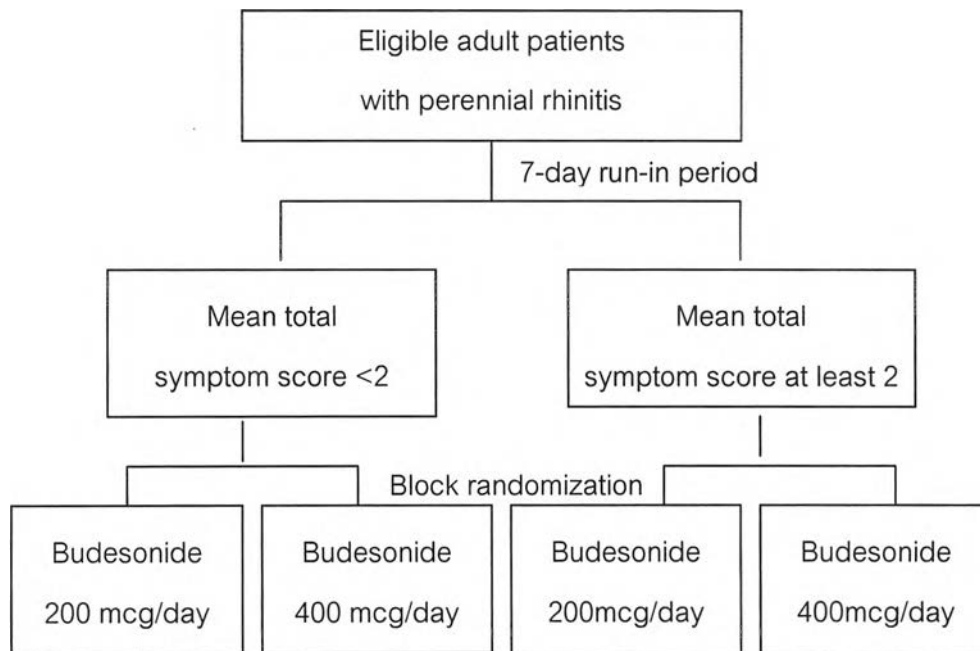 Eligible adult patients
with perennial rhinitis
7-day run-in period
Mean total
symptom score <2
Mean total
symptom score at least 2
Block randomization
Budesonide
200 mcg/day
Budesonide
400 mcg/day
Budesonide
200mcg/day
Budesonide
400mcg/day